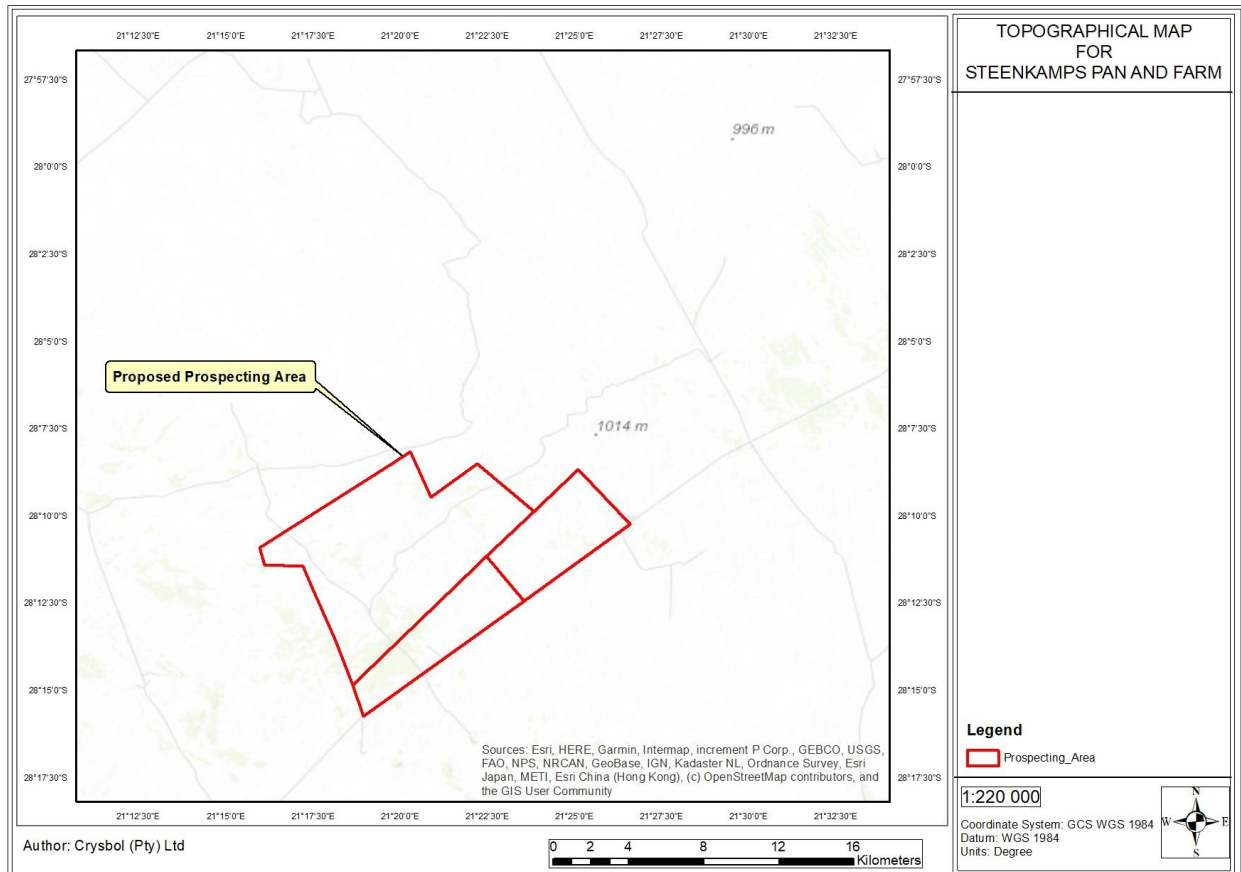 TOPOGRAPHICAL MAP
FOR
STEENKAMPS PAN AND FARM
21°12'30"E 21°15'0"E 21°17'30"E 21°20'0"E 21°22'30"E 21°25'0"E 21°27'30"E 21°30'0"E 21°32'30"E
27°57'30"S 27°57'30"S
996 m
28°0'0"S 28°0'0"S
28°2'30"S 28°2'30"S
28°5'0"S 28°5'0"S
Proposed Prospecting Area
28°7'30"S 28°7'30"S
1014 m
28°10'0"S 28°10'0"S
28°12'30"S 28°12'30"S
28°15'0"S 28°15'0"S
28°17'30"S 28°17'30"S
Sources: Esri, HERE, Garmin, Intermap, increment P Corp., GEBCO, USGS,
FAO, NPS, NRCAN, GeoBase, IGN, Kadaster NL, Ordnance Survey, Esri
Japan, METI, Esri China (Hong Kong), (c) OpenStreetMap contributors, and
the GIS User Community
21°12'30"E 21°15'0"E 21°17'30"E 21°20'0"E 21°22'30"E 21°25'0"E 21°27'30"E 21°30'0"E 21°32'30"E
Author: Crysbol (Pty) Ltd
0 2 4 8 12 16
Kilometers
Legend
Prospecting_Area
1:220 000
Coordinate System: GCS WGS 1984
Datum: WGS 1984
Units: Degree
N
W E
S